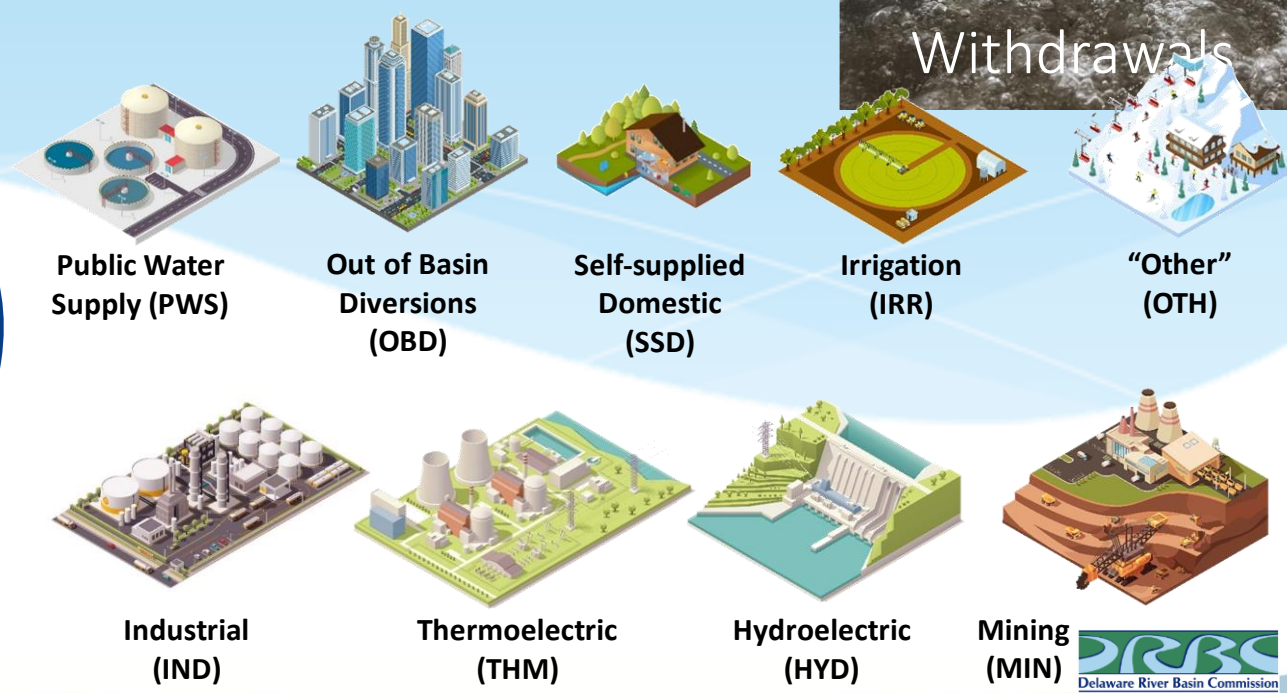 Withdrawals
Public Water
Supply (PWS)
Out of Basin
Diversions
(OBD)
Self-supplied
Domestic
(SSD)
Irrigation
(IRR)
“Other”
(OTH)
Industrial
(IND)
Thermoelectric
(THM)
Hydroelectric
(HYD)
Mining
(MIN)
DRBC
Delaware River Basin Commission